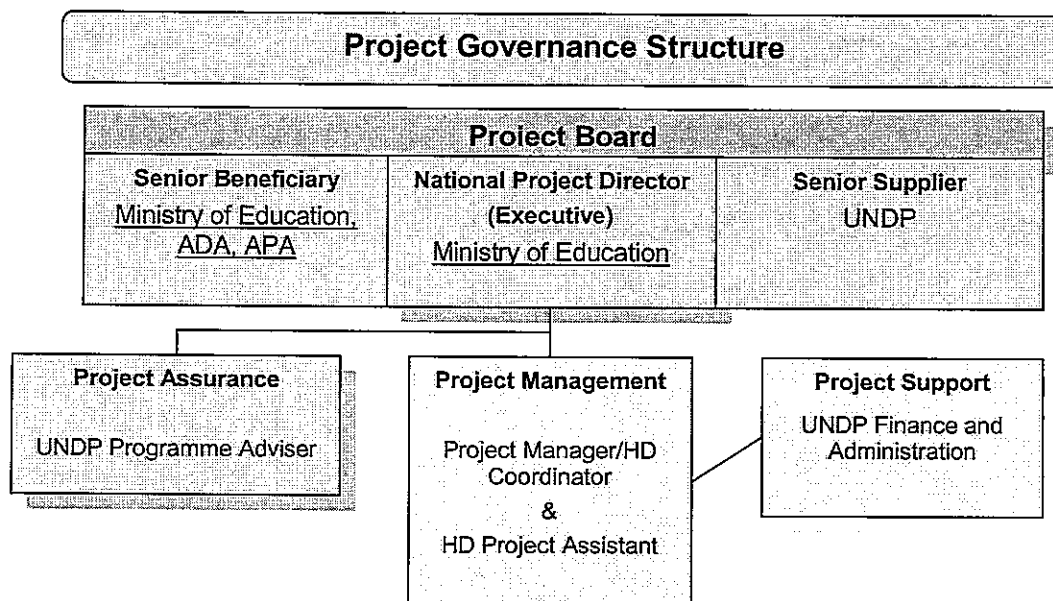 Project Governance Structure
Project Board
Senior Beneficiary
Ministry of Education,
ADA, APA
National Project Director
(Executive)
Ministry of Education
Senior Supplier
UNDP
Project Assurance
UNDP Programme Adviser
Project Management
Project Manager/HD
Coordinator
&
HD Project Assistant
Project Support
UNDP Finance and
Administration